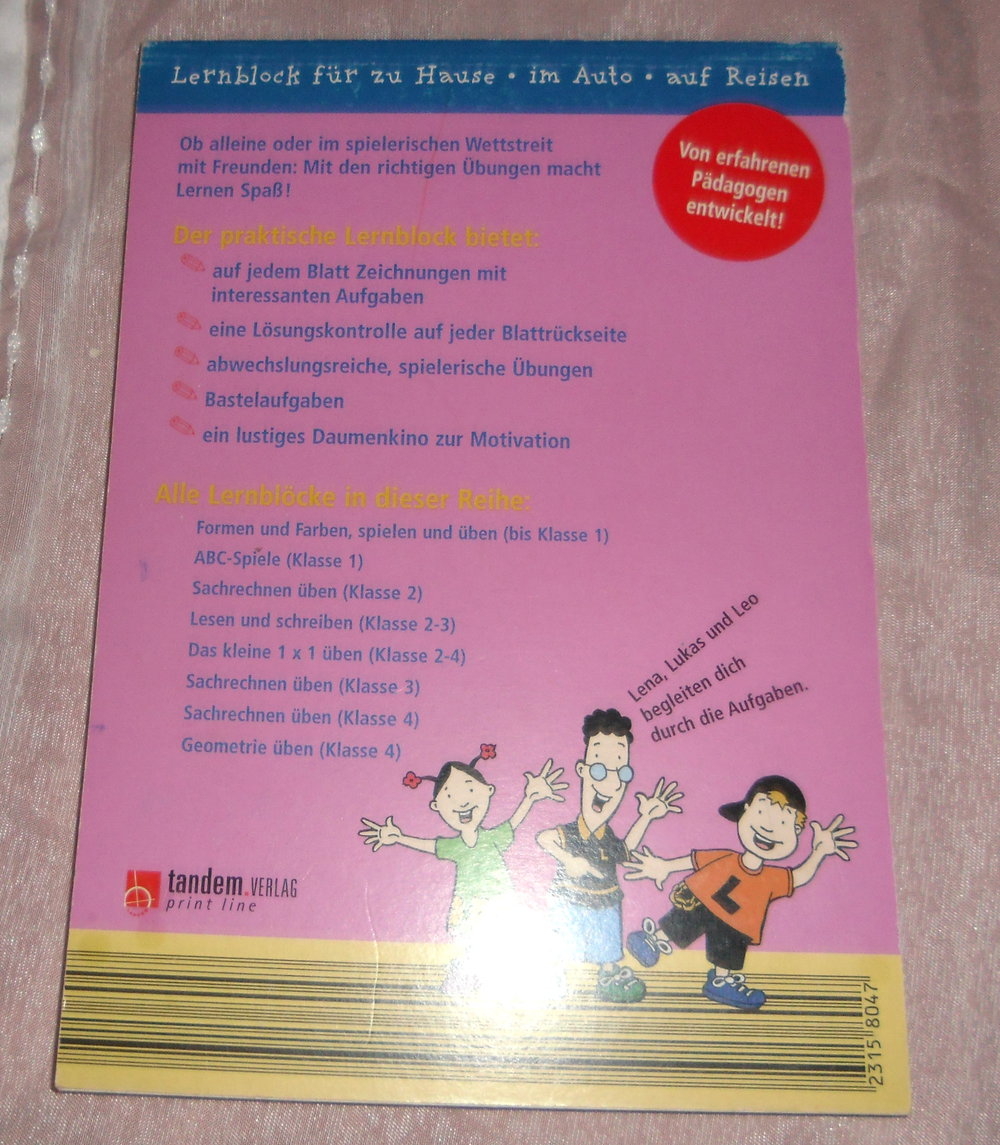 Lernblock für zu Hause • im Auto • auf Reisen
Ob alleine oder im spielerischen Wettstreit
mit Freunden: Mit den richtigen Übungen macht
Lernen Spaß!
Von erfahrenen
Pädagogen
entwickelt!
Der praktische Lernblock bietet:
auf jedem Blatt Zeichnungen mit
interessanten Aufgaben
eine Lösungskontrolle auf jeder Blattrückseite
abwechslungsreiche, spielerische Übungen
Bastelaufgaben
ein lustiges Daumenkino zur Motivation
Alle Lernblöcke in dieser Reihe:
Formen und Farben, spielen und üben (bis Klasse 1)
ABC-Spiele (Klasse 1)
Sachrechnen üben (Klasse 2)
Lesen und schreiben (Klasse 2-3)
Das kleine 1 x 1 üben (Klasse 2-4)
Sachrechnen üben (Klasse 3)
Sachrechnen üben (Klasse 4)
Geometrie üben (Klasse 4)
Lena, Lukas und Leo
begleiten dich
durch die Aufgaben.
L
L
tandem.VERLAG
print line
2315 8047